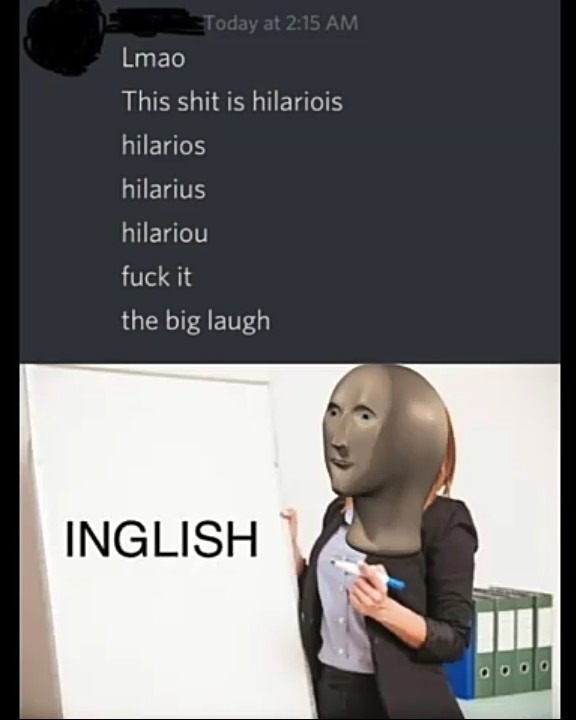 Today at 2:15 AM
Lmao
This shit is hilariois
hilarios
hilarius
hilariou
fuck it
the big laugh
INGLISH